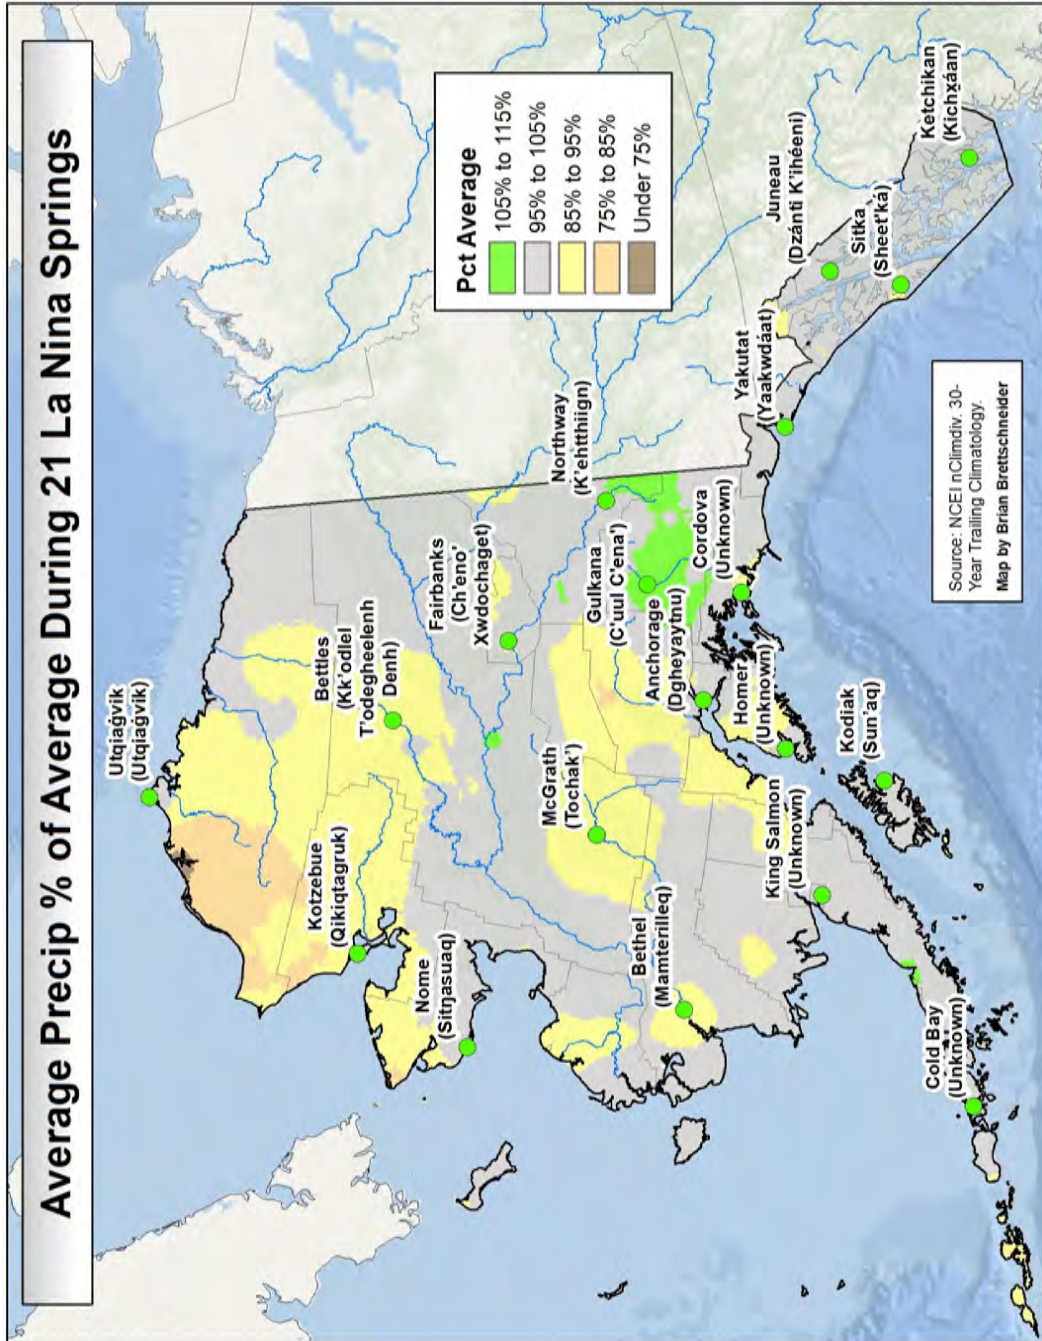 Average Precip % of Average During 21 La Nina Springs
Utqiaġvik
(Utqiaġvik)
Kotzebue
(Qikiqtagruk)
Bettles
(Kk'odlel
T'odegheelenh
Denh)
Nome
(Sitŋasuaq)
Fairbanks
(Ch'eno'
Xwdochaget)
Northway
(K'ehtthiign)
McGrath
(Tochak')
Gulkana
(C'uul C'ena')
Anchorage
(Dgheyaytnu)
Cordova
(Unknown)
Bethel
(Mamterilleq)
Homer
(Unknown)
King Salmon
(Unknown)
Kodiak
(Sun'aq)
Cold Bay
(Unknown)
Yakutat
(Yaakwdáat)
Juneau
(Dzánti K'ihéeni)
Sitka
(Sheet'ká)
Ketchikan
(Kichx̱áan)
Pct Average
105% to 115%
95% to 105%
85% to 95%
75% to 85%
Under 75%
Source: NCEI nClimdiv. 30-
Year Trailing Climatology.
Map by Brian Brettschneider